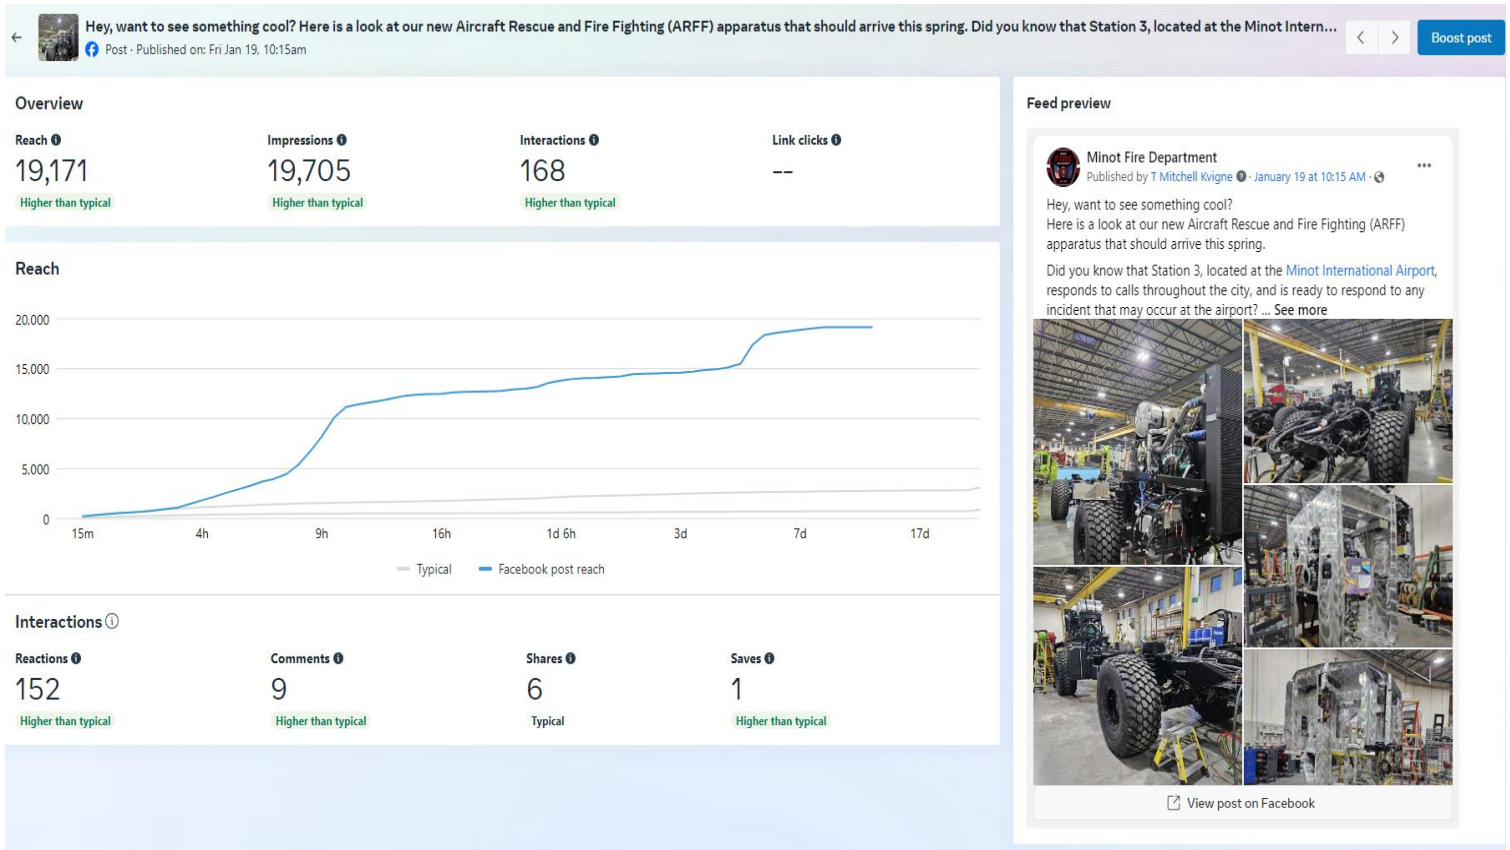 Hey, want to see something cool? Here is a look at our new Aircraft Rescue and Fire Fighting (ARFF) apparatus that should arrive this spring. Did you know that Station 3, located at the Minot Intern...
Post · Published on: Fri Jan 19, 10:15am
Boost post
Overview
Reach
Impressions
Interactions
Link clicks
19,171
19,705
168
--
Higher than typical
Higher than typical
Higher than typical
Reach
20,000
15,000
10,000
5,000
0
15m
4h
9h
16h
1d 6h
3d
7d
17d
Typical
Facebook post reach
Interactions
Reactions
Comments
Shares
Saves
152
9
6
1
Higher than typical
Higher than typical
Typical
Higher than typical
Feed preview
Minot Fire Department
Published by T Mitchell Kvigne · January 19 at 10:15 AM ·
Hey, want to see something cool?
Here is a look at our new Aircraft Rescue and Fire Fighting (ARFF)
apparatus that should arrive this spring.
Did you know that Station 3, located at the Minot International Airport,
responds to calls throughout the city, and is ready to respond to any
incident that may occur at the airport? ... See more
View post on Facebook